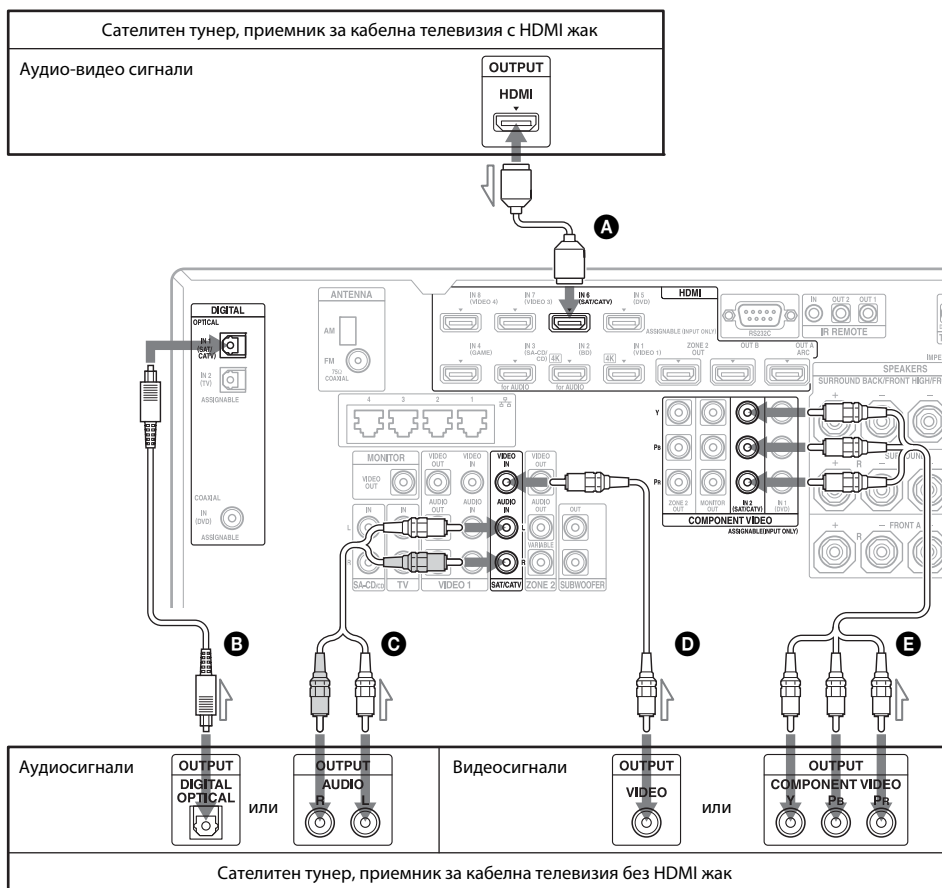 Сателитен тунер, приемник за кабелна телевизия с HDMI жак
Аудио-видео сигнали
OUTPUT
HDMI
A
DIGITAL
OPTICAL
IN 1
(SAT/
CATV)
IN 2
(TV)
ASSIGNABLE
COAXIAL
IN
(DVD)
ASSIGNABLE
ANTENNA
AM
FM
75Ω
COAXIAL
IN 8
(VIDEO 4)
IN 7
(VIDEO 3)
IN 6
(SAT/CATV)
IN 5
(DVD)
HDMI
ASSIGNABLE (INPUT ONLY)
IN 4
(GAME)
IN 3
(SA-CD/
CD)
4K
IN 2
(BD)
4K
IN 1
(VIDEO 1)
ZONE 2
OUT
OUT B
OUT A
ARC
for AUDIO
for AUDIO
RS232C
IN
OUT 2
OUT 1
IR REMOTE
SPEAKERS
SURROUND BACK/FRONT HIGH/FR
+
−
−
R
+
−
−
+
− FRONT A −
R
4
3
2
1
MONITOR
VIDEO
OUT
VIDEO
OUT
VIDEO
IN
VIDEO
IN
VIDEO
OUT
AUDIO
OUT
AUDIO
IN
AUDIO
IN
AUDIO
OUT
IN
IN
OUT
L
L
VARIABLE
R
SA-CD/CD
TV
VIDEO 1
SAT/CATV
ZONE 2
SUBWOOFER
Y
PB
PR
ZONE 2
OUT
MONITOR
OUT
IN 2
(SAT/CATV)
IN 1
(DVD)
COMPONENT VIDEO
ASSIGNABLE(INPUT ONLY)
B
C
D
E
Аудиосигнали
OUTPUT
DIGITAL
OPTICAL
или
OUTPUT
AUDIO
R
L
Видеосигнали
OUTPUT
VIDEO
или
OUTPUT
COMPONENT VIDEO
Y
PB
PR
Сателитен тунер, приемник за кабелна телевизия без HDMI жак